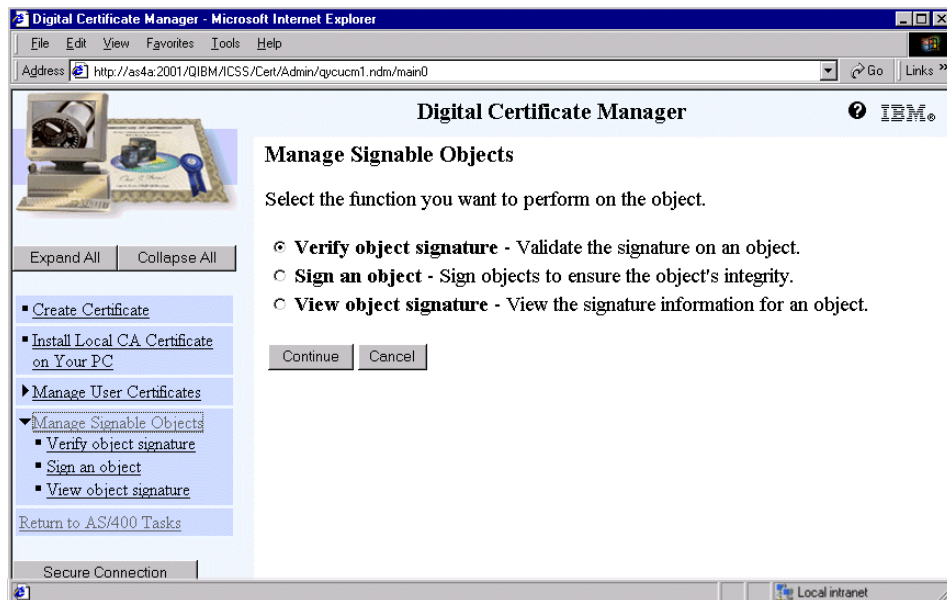 Digital Certificate Manager - Microsoft Internet Explorer
File Edit View Favorites Tools Help
Address http://as4a:2001/QIBM/ICSS/Cert/Admin/qycucm1.ndm/main0 Go Links »
Digital Certificate Manager
? IBM®
Expand All Collapse All
Create Certificate
Install Local CA Certificate
on Your PC
Manage User Certificates
Manage Signable Objects
Verify object signature
Sign an object
View object signature
Return to AS/400 Tasks
Secure Connection
Manage Signable Objects
Select the function you want to perform on the object.
Verify object signature - Validate the signature on an object.
Sign an object - Sign objects to ensure the object's integrity.
View object signature - View the signature information for an object.
Continue Cancel
Local intranet